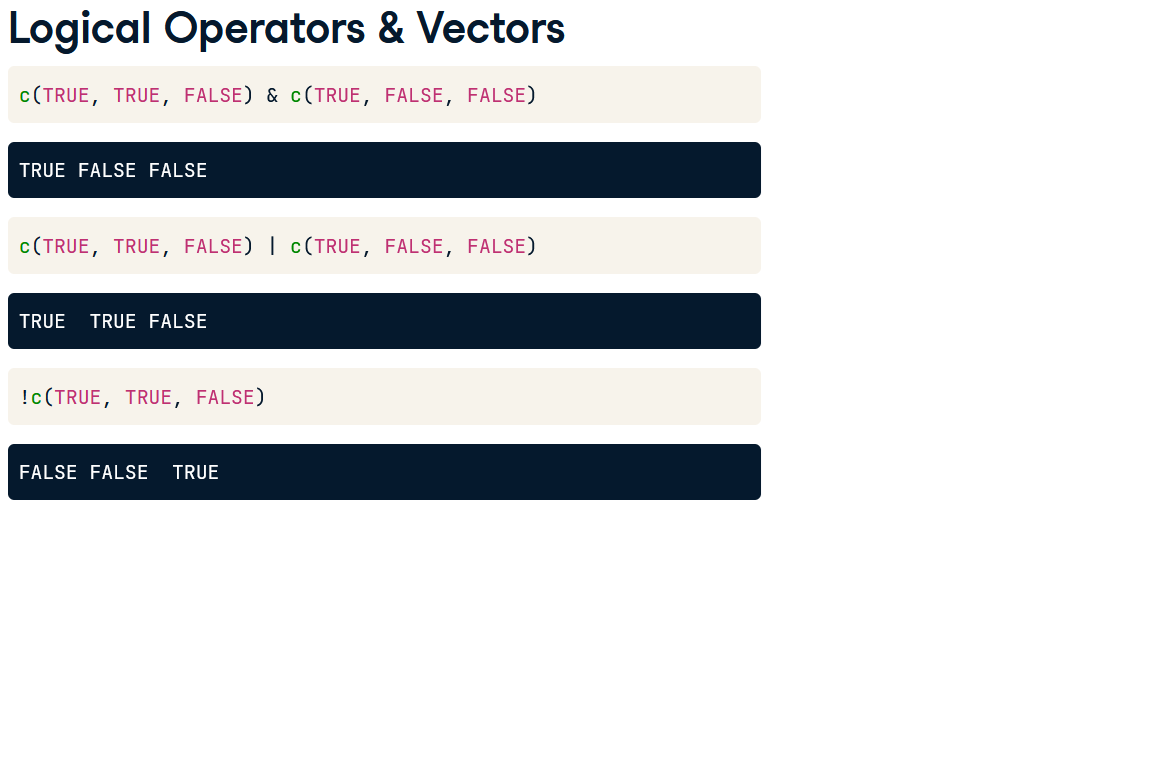 Logical Operators & Vectors
c(TRUE, TRUE, FALSE) & c(TRUE, FALSE, FALSE)
TRUE FALSE FALSE
c(TRUE, TRUE, FALSE) | c(TRUE, FALSE, FALSE)
TRUE  TRUE FALSE
!c(TRUE, TRUE, FALSE)
FALSE FALSE  TRUE